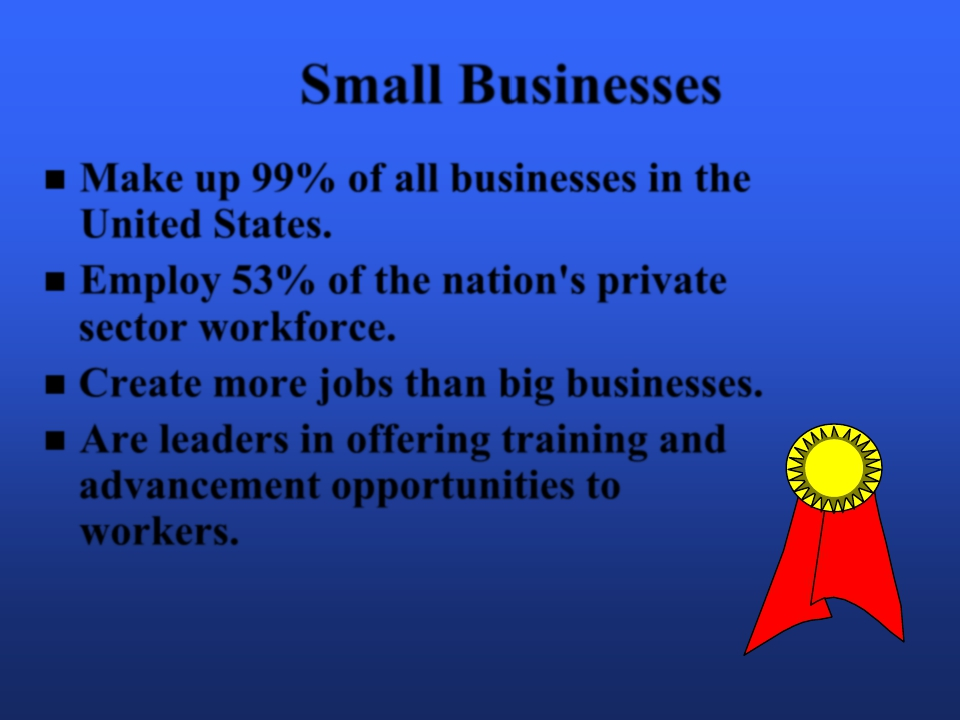 Small Businesses
Make up 99% of all businesses in the
United States.
Employ 53% of the nation's private
sector workforce.
Create more jobs than big businesses.
Are leaders in offering training and
advancement opportunities to
workers.